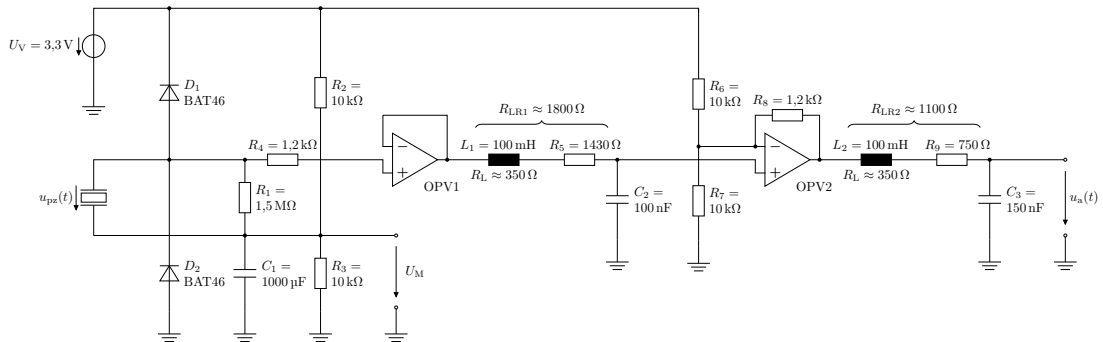 U_V = 3,3 V
D_1
BAT46
R_2 =
10 kΩ
R_4 = 1,2 kΩ
−
+
OPV1
R_LR1 ≈ 1800 Ω
L_1 = 100 mH
R_5 = 1430 Ω
R_L ≈ 350 Ω
C_2 =
100 nF
R_6 =
10 kΩ
R_8 = 1,2 kΩ
−
+
OPV2
R_7 =
10 kΩ
R_LR2 ≈ 1100 Ω
L_2 = 100 mH
R_9 = 750 Ω
R_L ≈ 350 Ω
C_3 =
150 nF
u_a(t)
u_pz(t)
R_1 =
1,5 MΩ
D_2
BAT46
C_1 =
1000 µF
R_3 =
10 kΩ
U_M